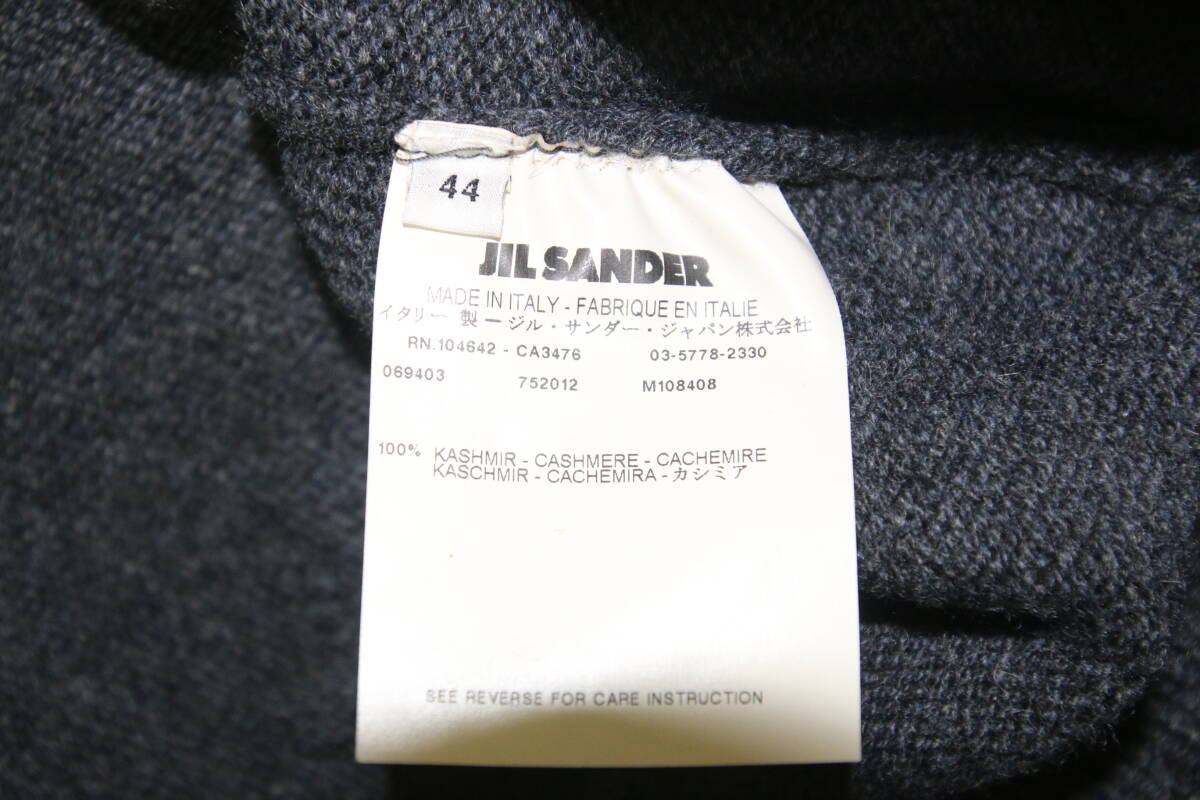 44
JIL SANDER
MADE IN ITALY - FABRIQUE EN ITALIE
イタリー 製 ージル・サンダー・ジャパン株式会社
RN.104642 - CA3476 03-5778-2330
069403 752012 M108408
100% KASHMIR - CASHMERE - CACHEMIRE
KASCHMIR - CACHEMIRA - カシミア
SEE REVERSE FOR CARE INSTRUCTION